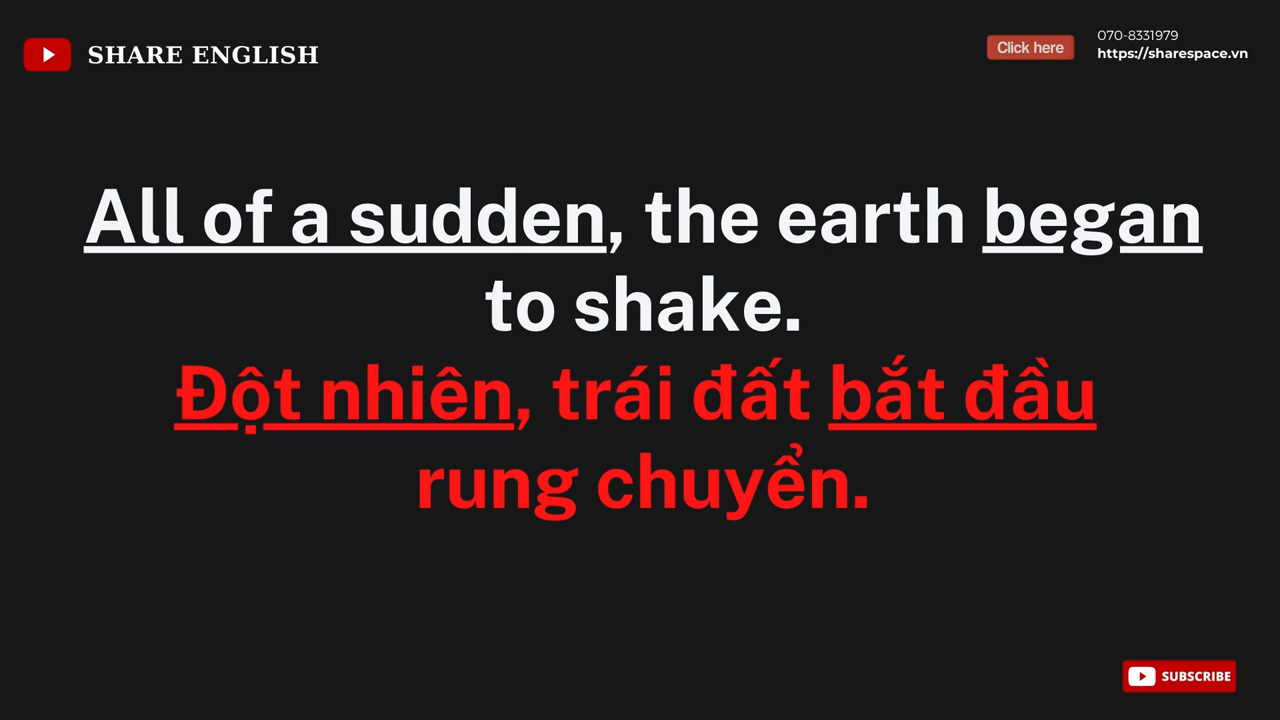 SHARE ENGLISH
Click here
070-8331979
https://sharespace.vn
All of a sudden, the earth began
to shake.
Đột nhiên, trái đất bắt đầu
rung chuyển.
SUBSCRIBE